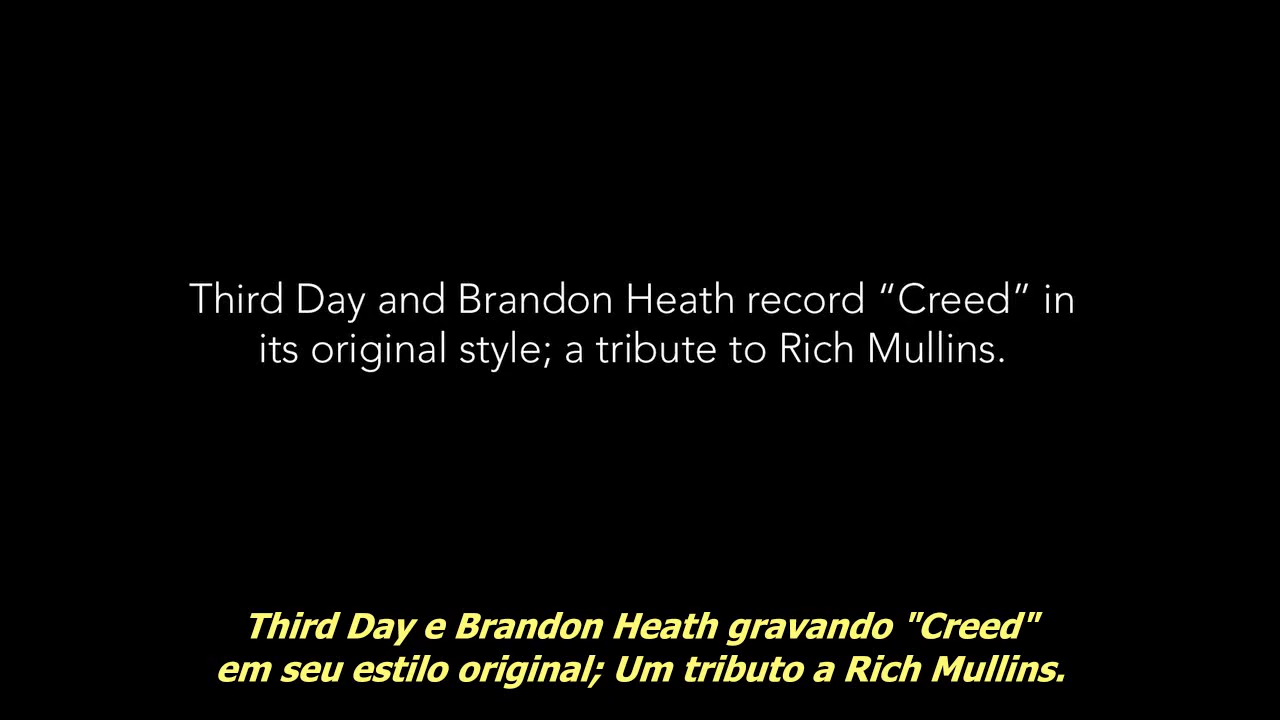 Third Day and Brandon Heath record “Creed” in
its original style; a tribute to Rich Mullins.
Third Day e Brandon Heath gravando "Creed"
em seu estilo original; Um tributo a Rich Mullins.